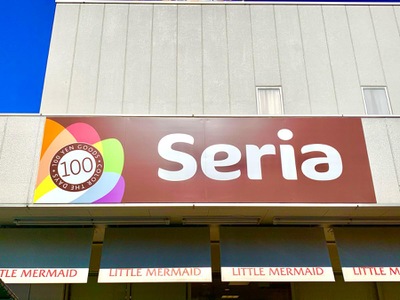 100 YEN GOODS • COLOR THE DAYS •
100
Seria
LITTLE MERMAID
LITTLE MERMAID
LITTLE MERMAID
LITTLE MERMAID